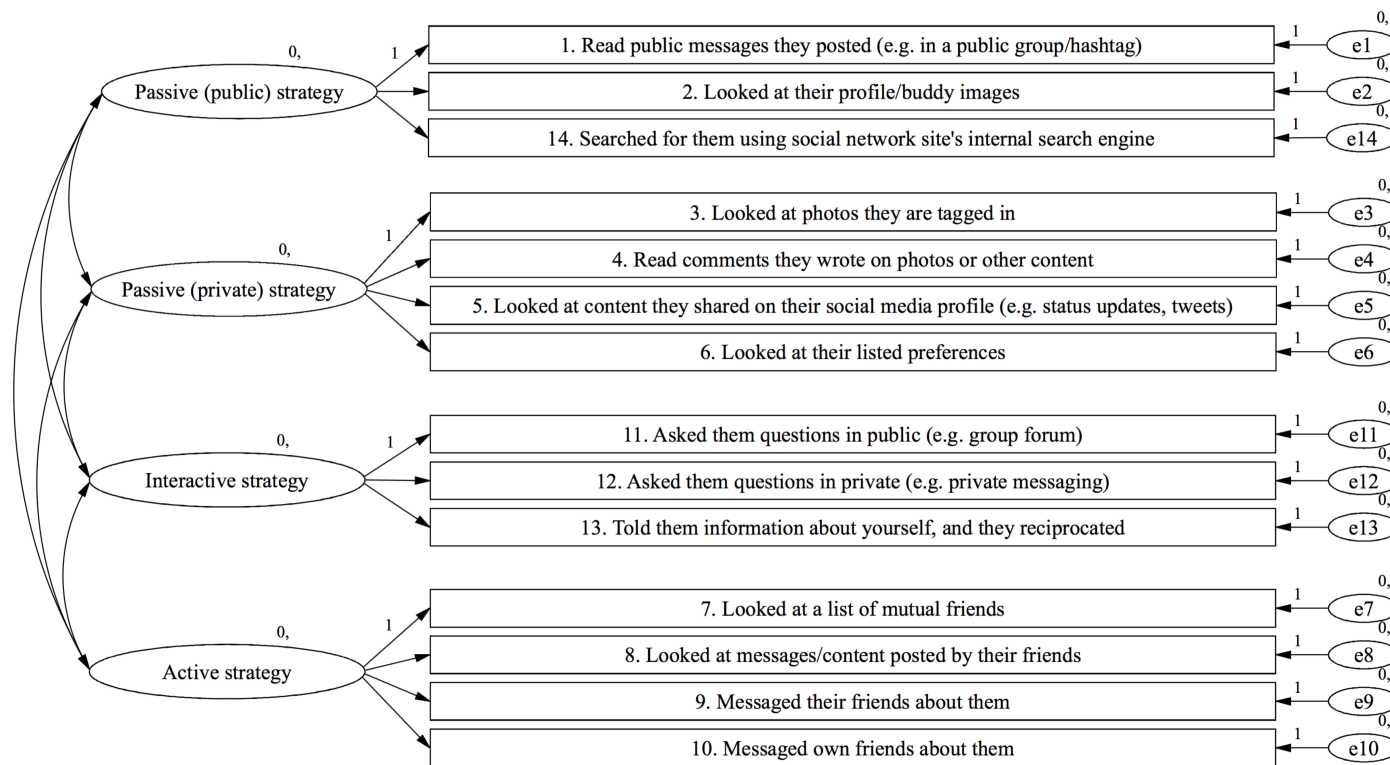 0,
1
1. Read public messages they posted (e.g. in a public group/hashtag)
1
0,
e1
Passive (public) strategy
2. Looked at their profile/buddy images
1
0,
e2
14. Searched for them using social network site's internal search engine
1
0,
e14
0,
1
3. Looked at photos they are tagged in
1
0,
e3
4. Read comments they wrote on photos or other content
1
0,
e4
Passive (private) strategy
5. Looked at content they shared on their social media profile (e.g. status updates, tweets)
1
0,
e5
6. Looked at their listed preferences
1
0,
e6
0,
1
11. Asked them questions in public (e.g. group forum)
1
0,
e11
Interactive strategy
12. Asked them questions in private (e.g. private messaging)
1
0,
e12
13. Told them information about yourself, and they reciprocated
1
0,
e13
0,
1
7. Looked at a list of mutual friends
1
0,
e7
8. Looked at messages/content posted by their friends
1
0,
e8
Active strategy
9. Messaged their friends about them
1
0,
e9
10. Messaged own friends about them
1
0,
e10